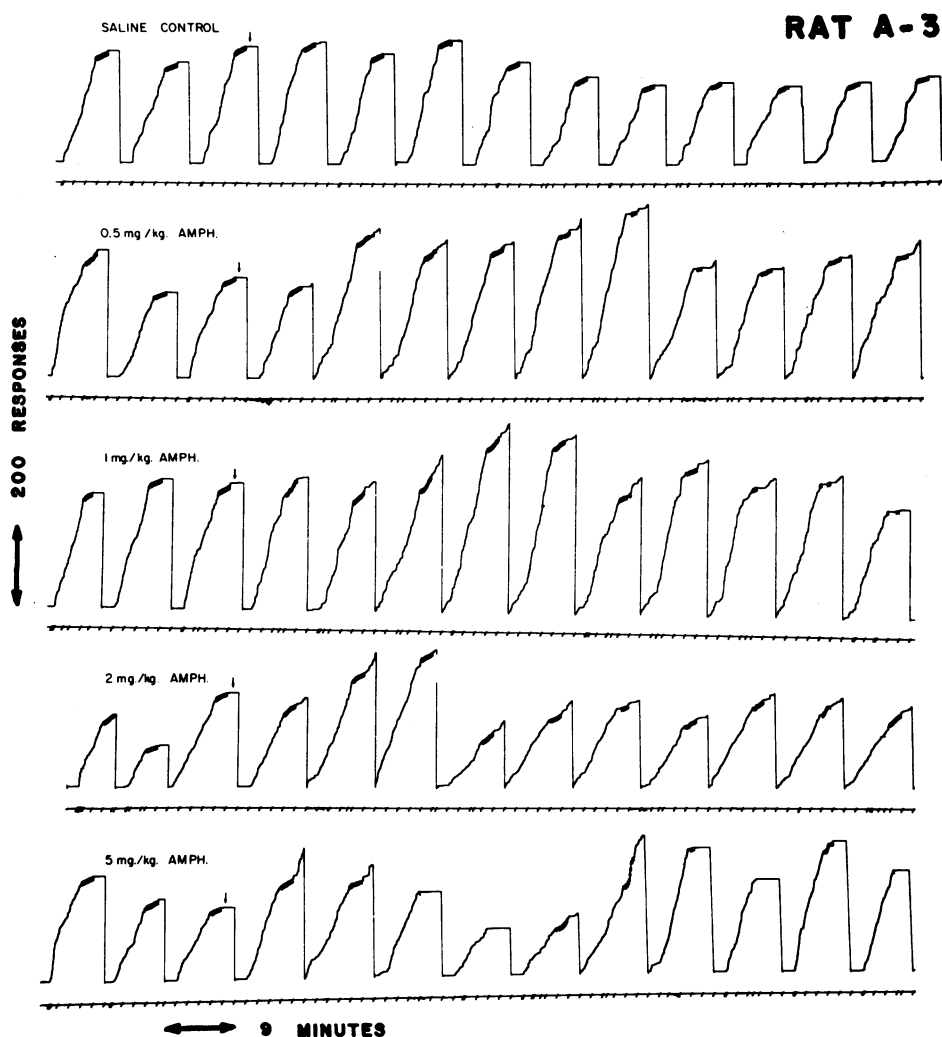 SALINE CONTROL
RAT A-3
0.5 mg/kg. AMPH.
1 mg./kg. AMPH.
2 mg./kg. AMPH.
5 mg./kg. AMPH.
200 RESPONSES
9 MINUTES